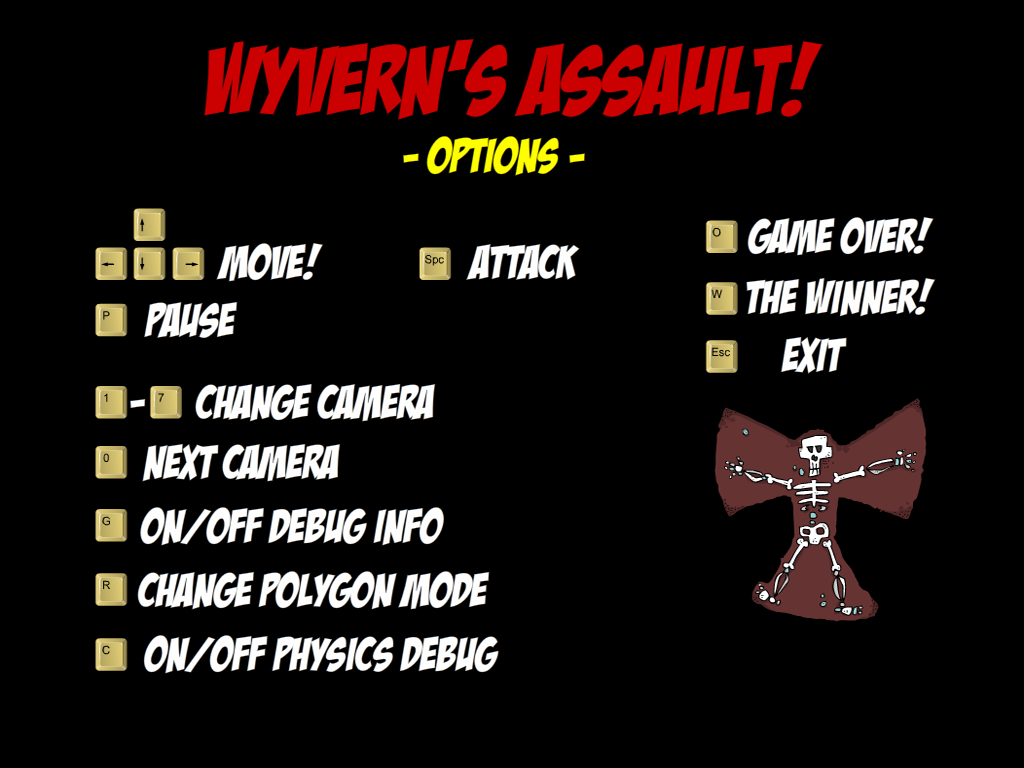 WYVERN'S ASSAULT!
- OPTIONS -
↑
← ↓ → MOVE!
Spc ATTACK
P PAUSE
1 - 7 CHANGE CAMERA
0 NEXT CAMERA
G ON/OFF DEBUG INFO
R CHANGE POLYGON MODE
C ON/OFF PHYSICS DEBUG
O GAME OVER!
W THE WINNER!
Esc EXIT